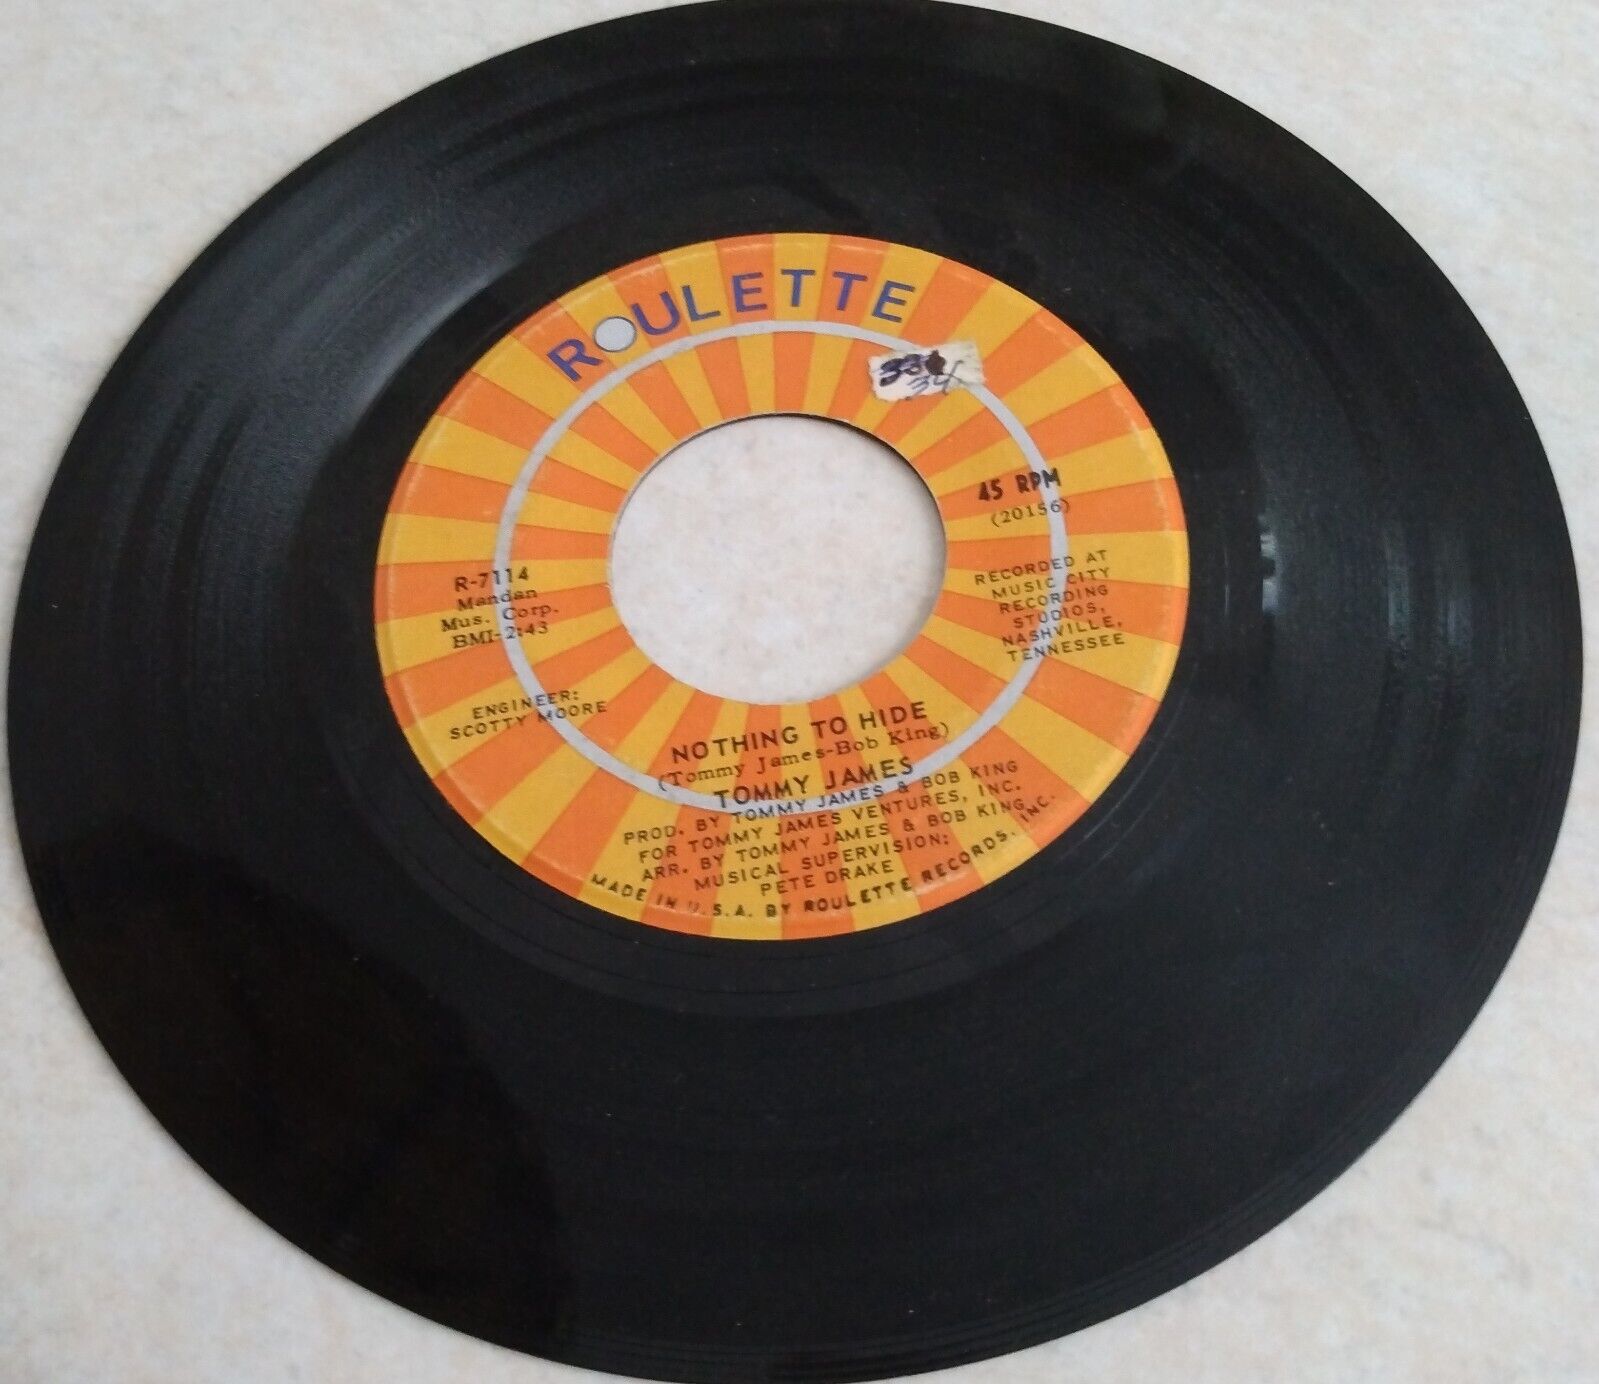 ROULETTE
34
45 RPM
(20156)
RECORDED AT
MUSIC CITY
RECORDING
STUDIOS,
NASHVILLE,
TENNESSEE
R-7114
Mandan
Mus. Corp.
BMI-2:43
ENGINEER:
SCOTTY MOORE
NOTHING TO HIDE
(Tommy James-Bob King)
TOMMY JAMES
PROD. BY TOMMY JAMES & BOB KING
FOR TOMMY JAMES VENTURES, INC.
ARR. BY TOMMY JAMES & BOB KING
MUSICAL SUPERVISION:
PETE DRAKE
MADE IN U.S.A. BY ROULETTE RECORDS, INC.